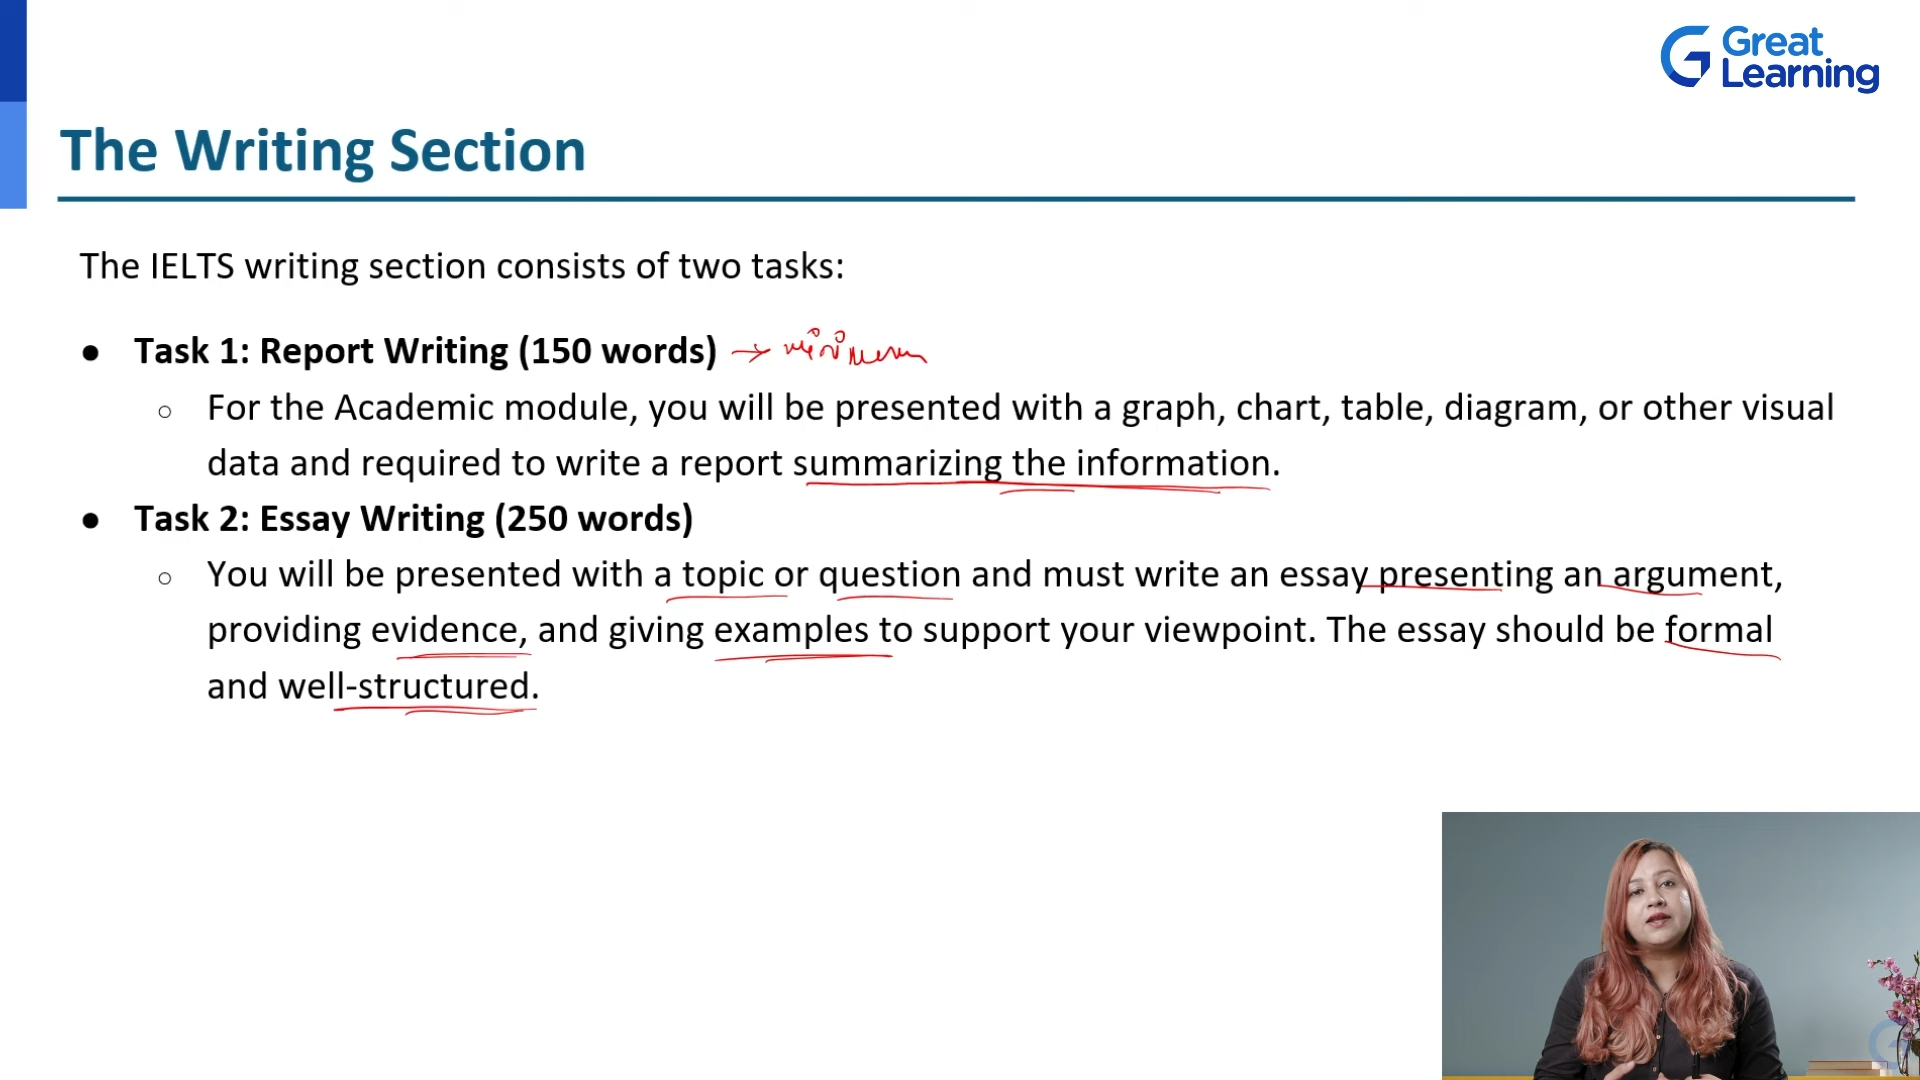 Great
Learning
The Writing Section
The IELTS writing section consists of two tasks:
● Task 1: Report Writing (150 words) → minimum
○ For the Academic module, you will be presented with a graph, chart, table, diagram, or other visual
data and required to write a report summarizing the information.
● Task 2: Essay Writing (250 words)
○ You will be presented with a topic or question and must write an essay presenting an argument,
providing evidence, and giving examples to support your viewpoint. The essay should be formal
and well-structured.